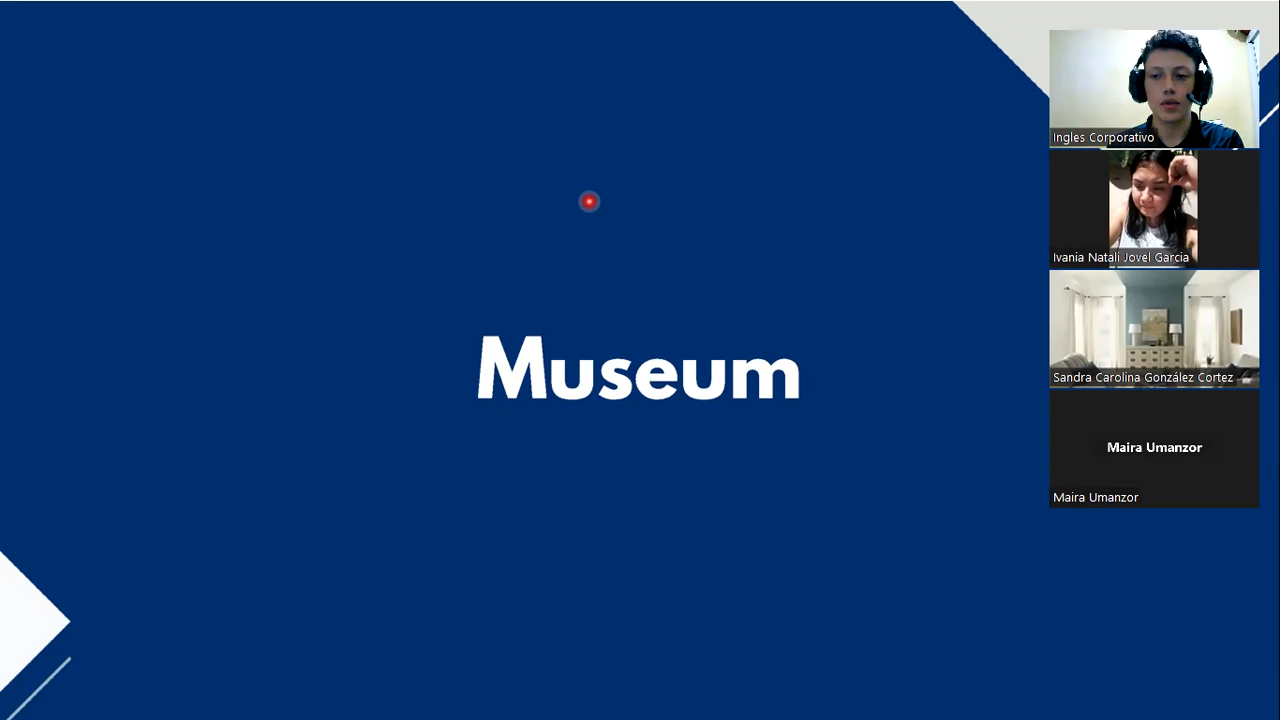 Museum
Ingles Corporativo
Ivania Natali Jovel Garcia
Sandra Carolina González Cortez
Maira Umanzor
Maira Umanzor